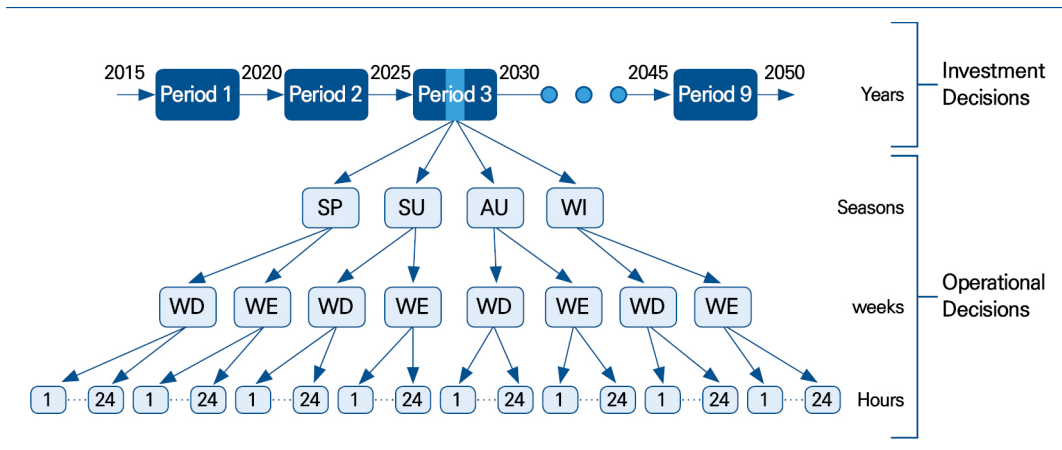 2015 2020 2025 2030 2045 2050
Period 1 Period 2 Period 3 Period 9 Years
Investment
Decisions
SP SU AU WI Seasons
WD WE WD WE WD WE WD WE weeks
Operational
Decisions
1 24 1 24 1 24 1 24 1 24 1 24 1 24 1 24 Hours